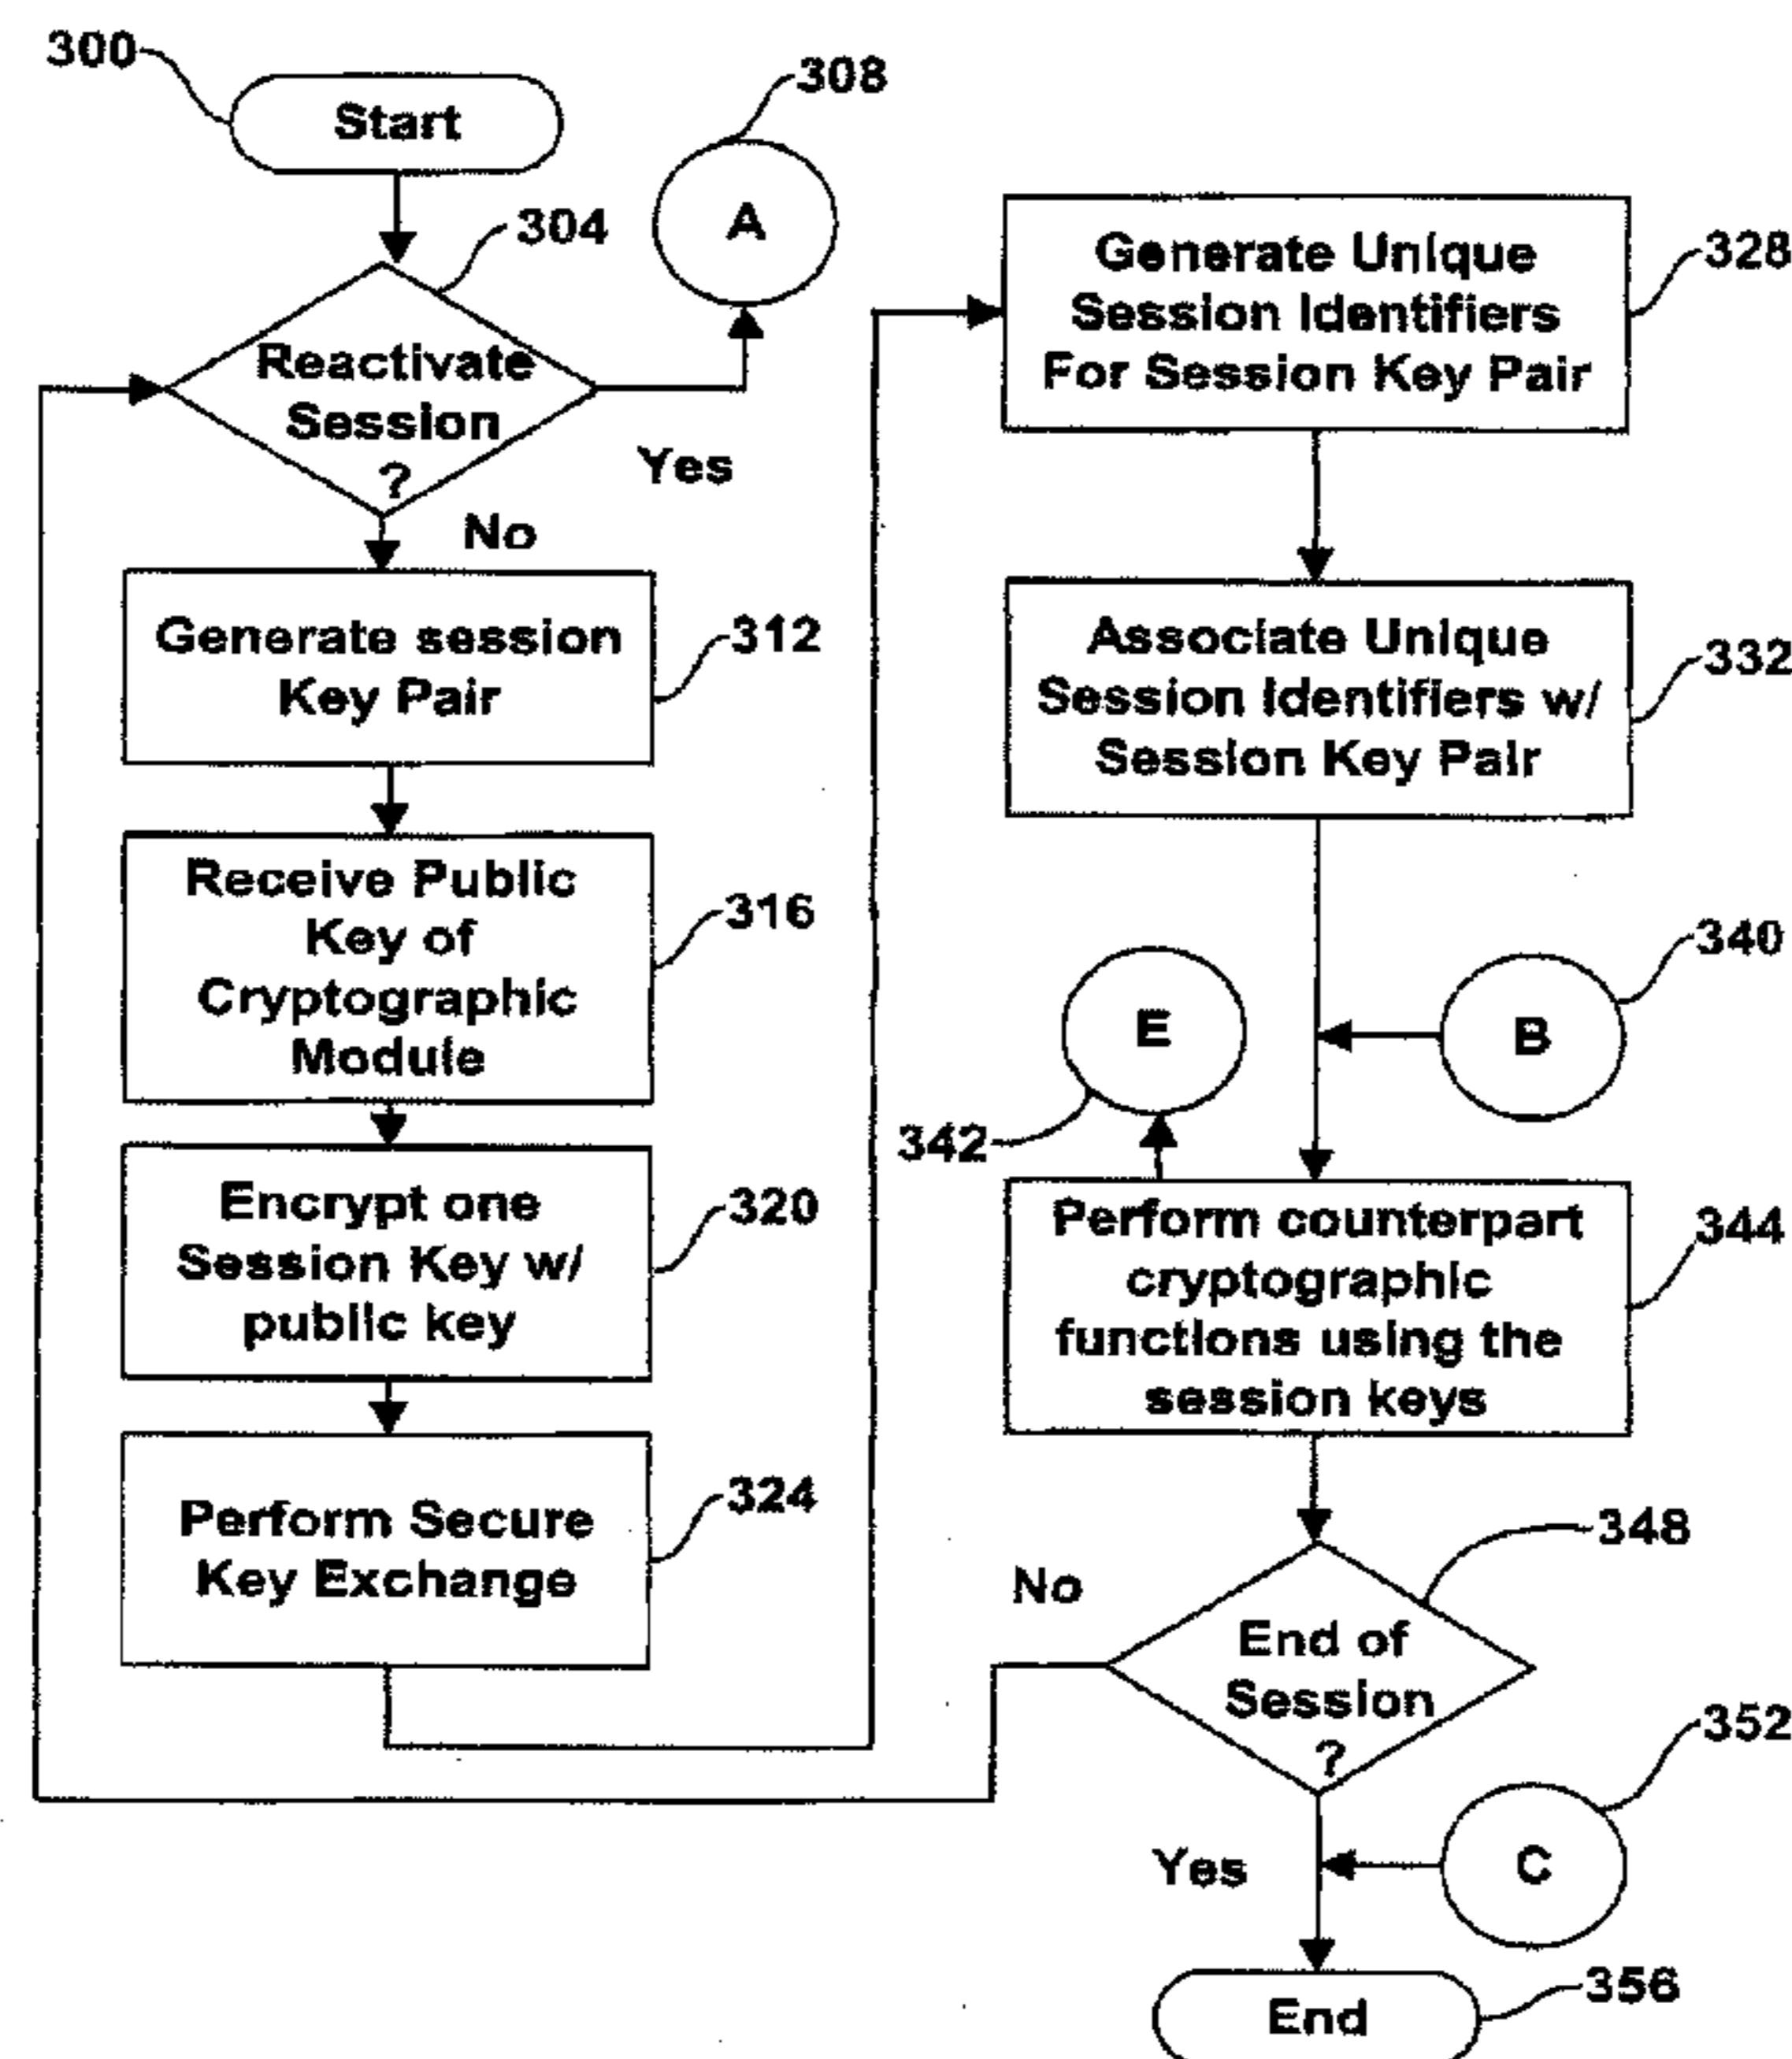 300
Start
308
A
304
Reactivate
Session
?
Yes
No
Generate session
Key Pair
312
Receive Public
Key of
Cryptographic
Module
316
Encrypt one
Session Key w/
public key
320
Perform Secure
Key Exchange
324
Generate Unique
Session Identifiers
For Session Key Pair
328
Associate Unique
Session Identifiers w/
Session Key Pair
332
340
B
E
342
Perform counterpart
cryptographic
functions using the
session keys
344
348
No
End of
Session
?
352
C
Yes
356
End